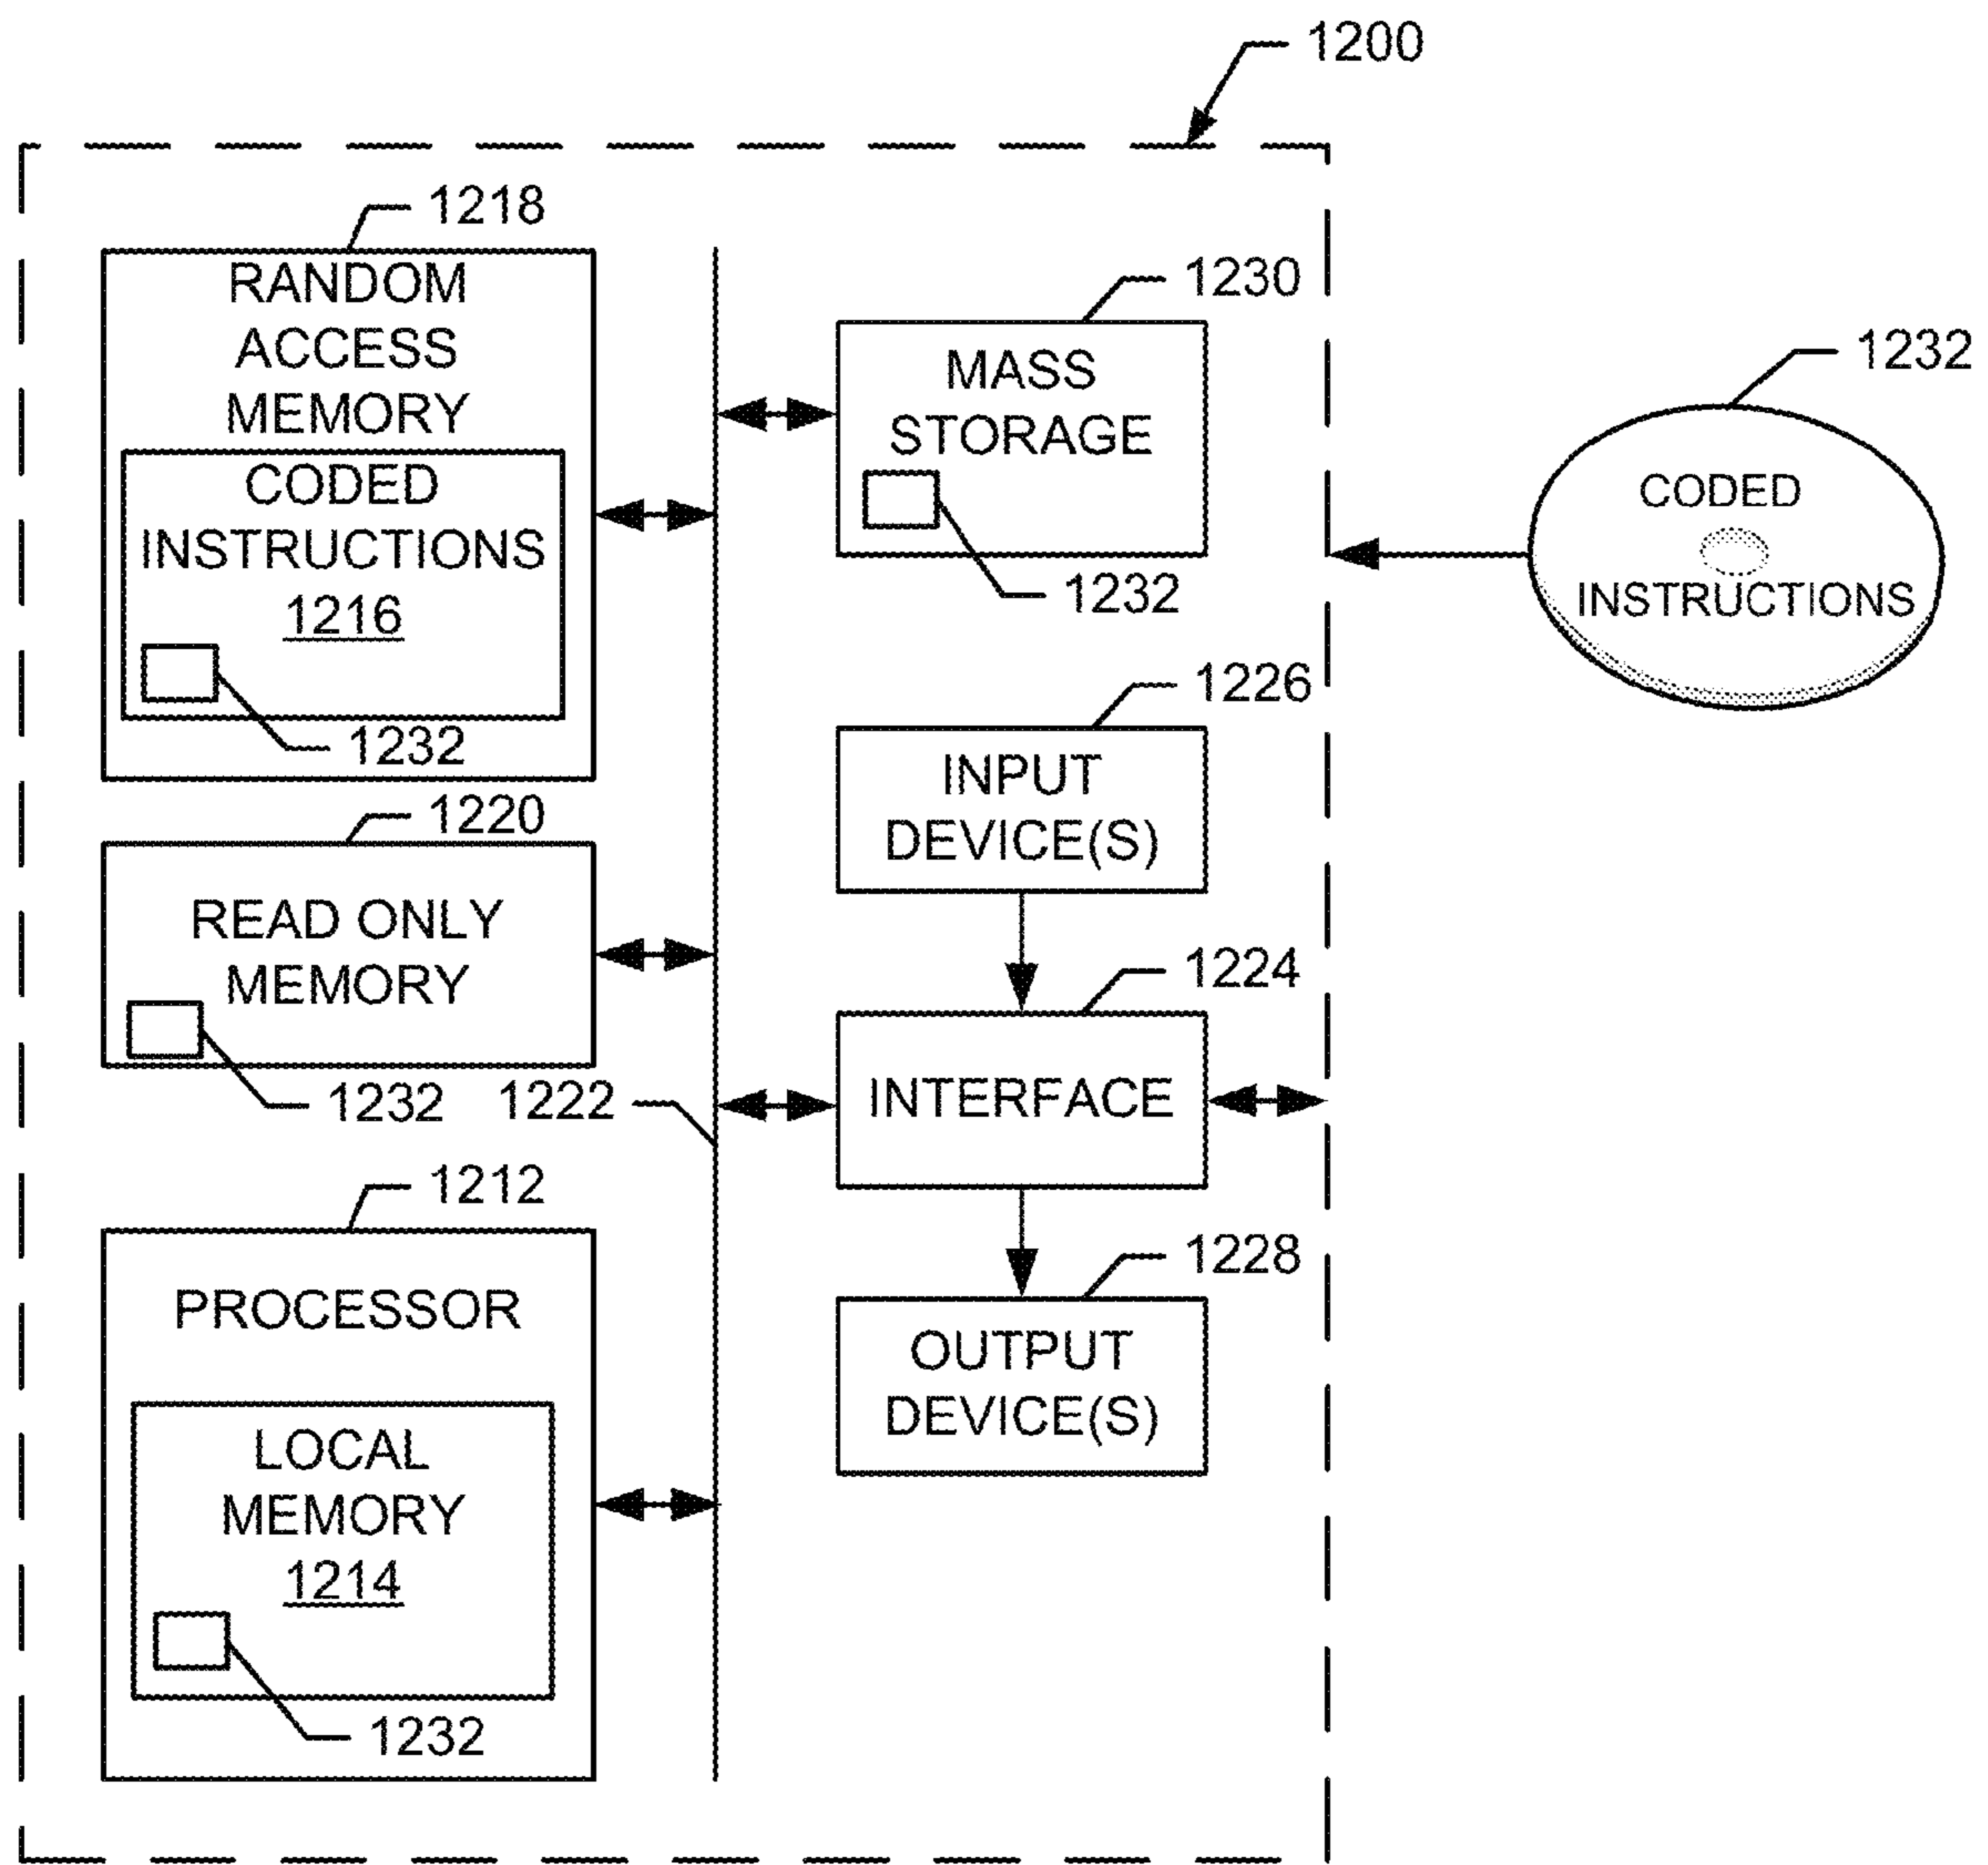 1200
1218
RANDOM
ACCESS
MEMORY
CODED
INSTRUCTIONS
1216
1232
1230
MASS
STORAGE
1232
1232
CODED
INSTRUCTIONS
1226
INPUT
DEVICE(S)
1220
READ ONLY
MEMORY
1232
1222
1224
INTERFACE
1212
PROCESSOR
LOCAL
MEMORY
1214
1232
1228
OUTPUT
DEVICE(S)